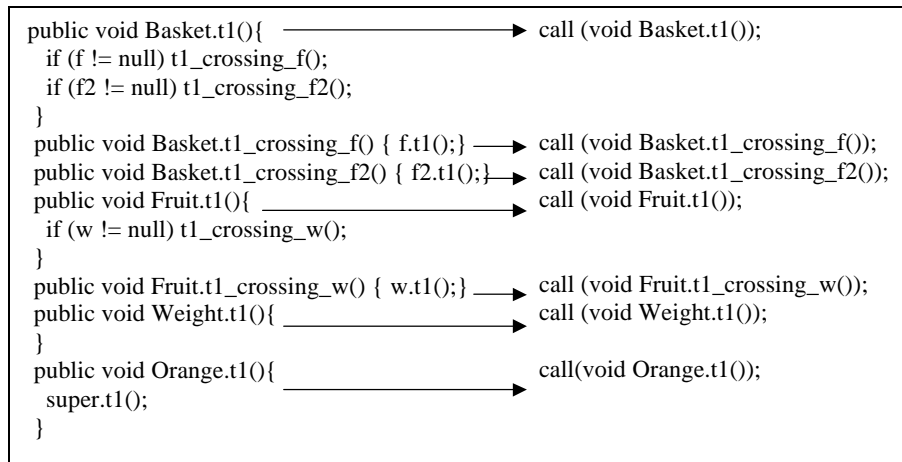 public void Basket.t1(){ call (void Basket.t1());
if (f != null) t1_crossing_f();
if (f2 != null) t1_crossing_f2();
}
public void Basket.t1_crossing_f() { f.t1();} call (void Basket.t1_crossing_f());
public void Basket.t1_crossing_f2() { f2.t1();} call (void Basket.t1_crossing_f2());
public void Fruit.t1(){ call (void Fruit.t1());
if (w != null) t1_crossing_w();
}
public void Fruit.t1_crossing_w() { w.t1();} call (void Fruit.t1_crossing_w());
public void Weight.t1(){ call (void Weight.t1());
}
public void Orange.t1(){ call(void Orange.t1());
super.t1();
}